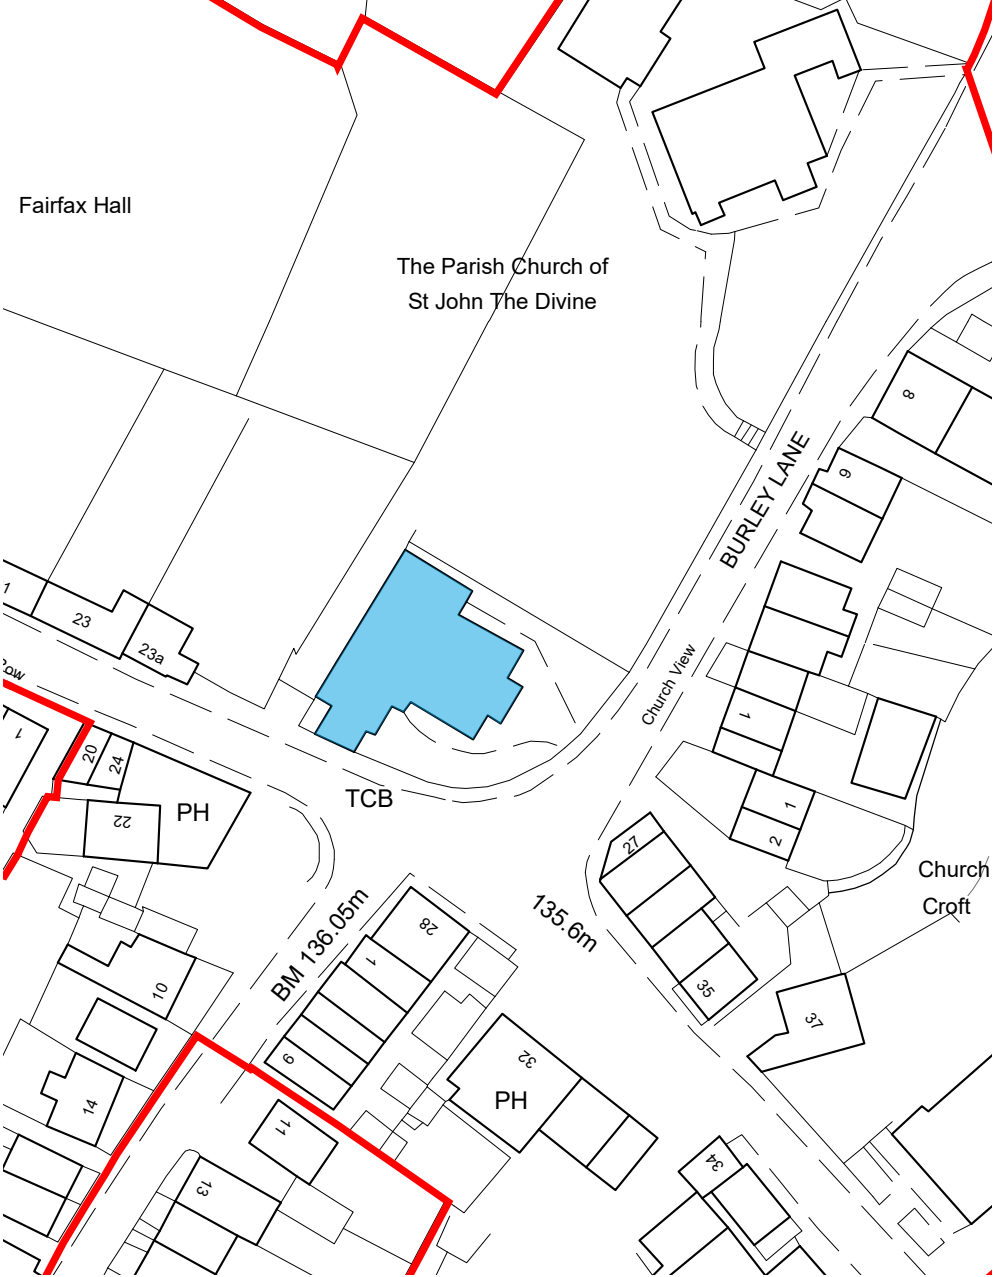 Fairfax Hall
The Parish Church of
St John The Divine
8
9
BURLEY LANE
1
23
23a
Church View
1
1
20
24
22
PH
TCB
1
2
27
Church
Croft
28
135.6m
BM 136.05m
1
35
10
37
9
32
PH
14
11
34
13